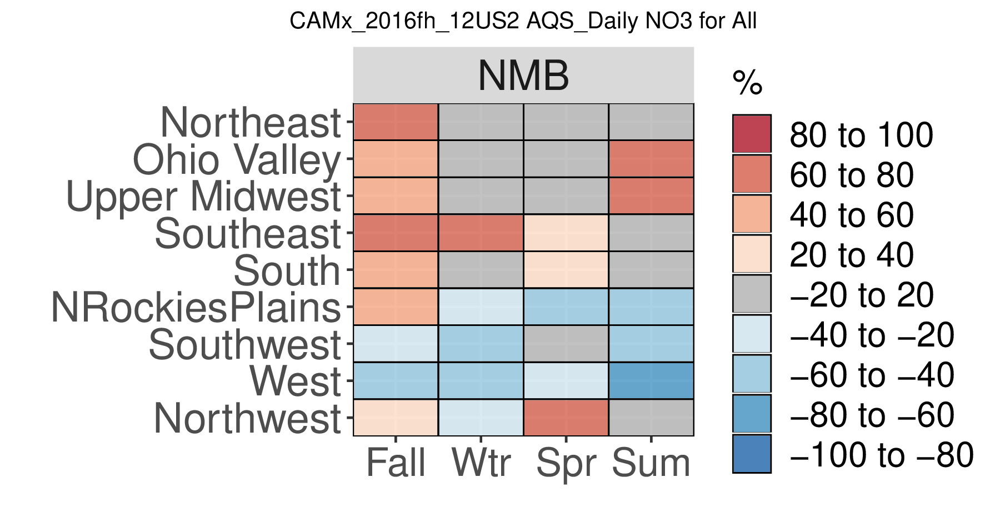 CAMx_2016fh_12US2 AQS_Daily NO3 for All
NMB
%
Northeast
Ohio Valley
Upper Midwest
Southeast
South
NRockiesPlains
Southwest
West
Northwest
Fall Wtr Spr Sum
80 to 100
60 to 80
40 to 60
20 to 40
−20 to 20
−40 to −20
−60 to −40
−80 to −60
−100 to −80